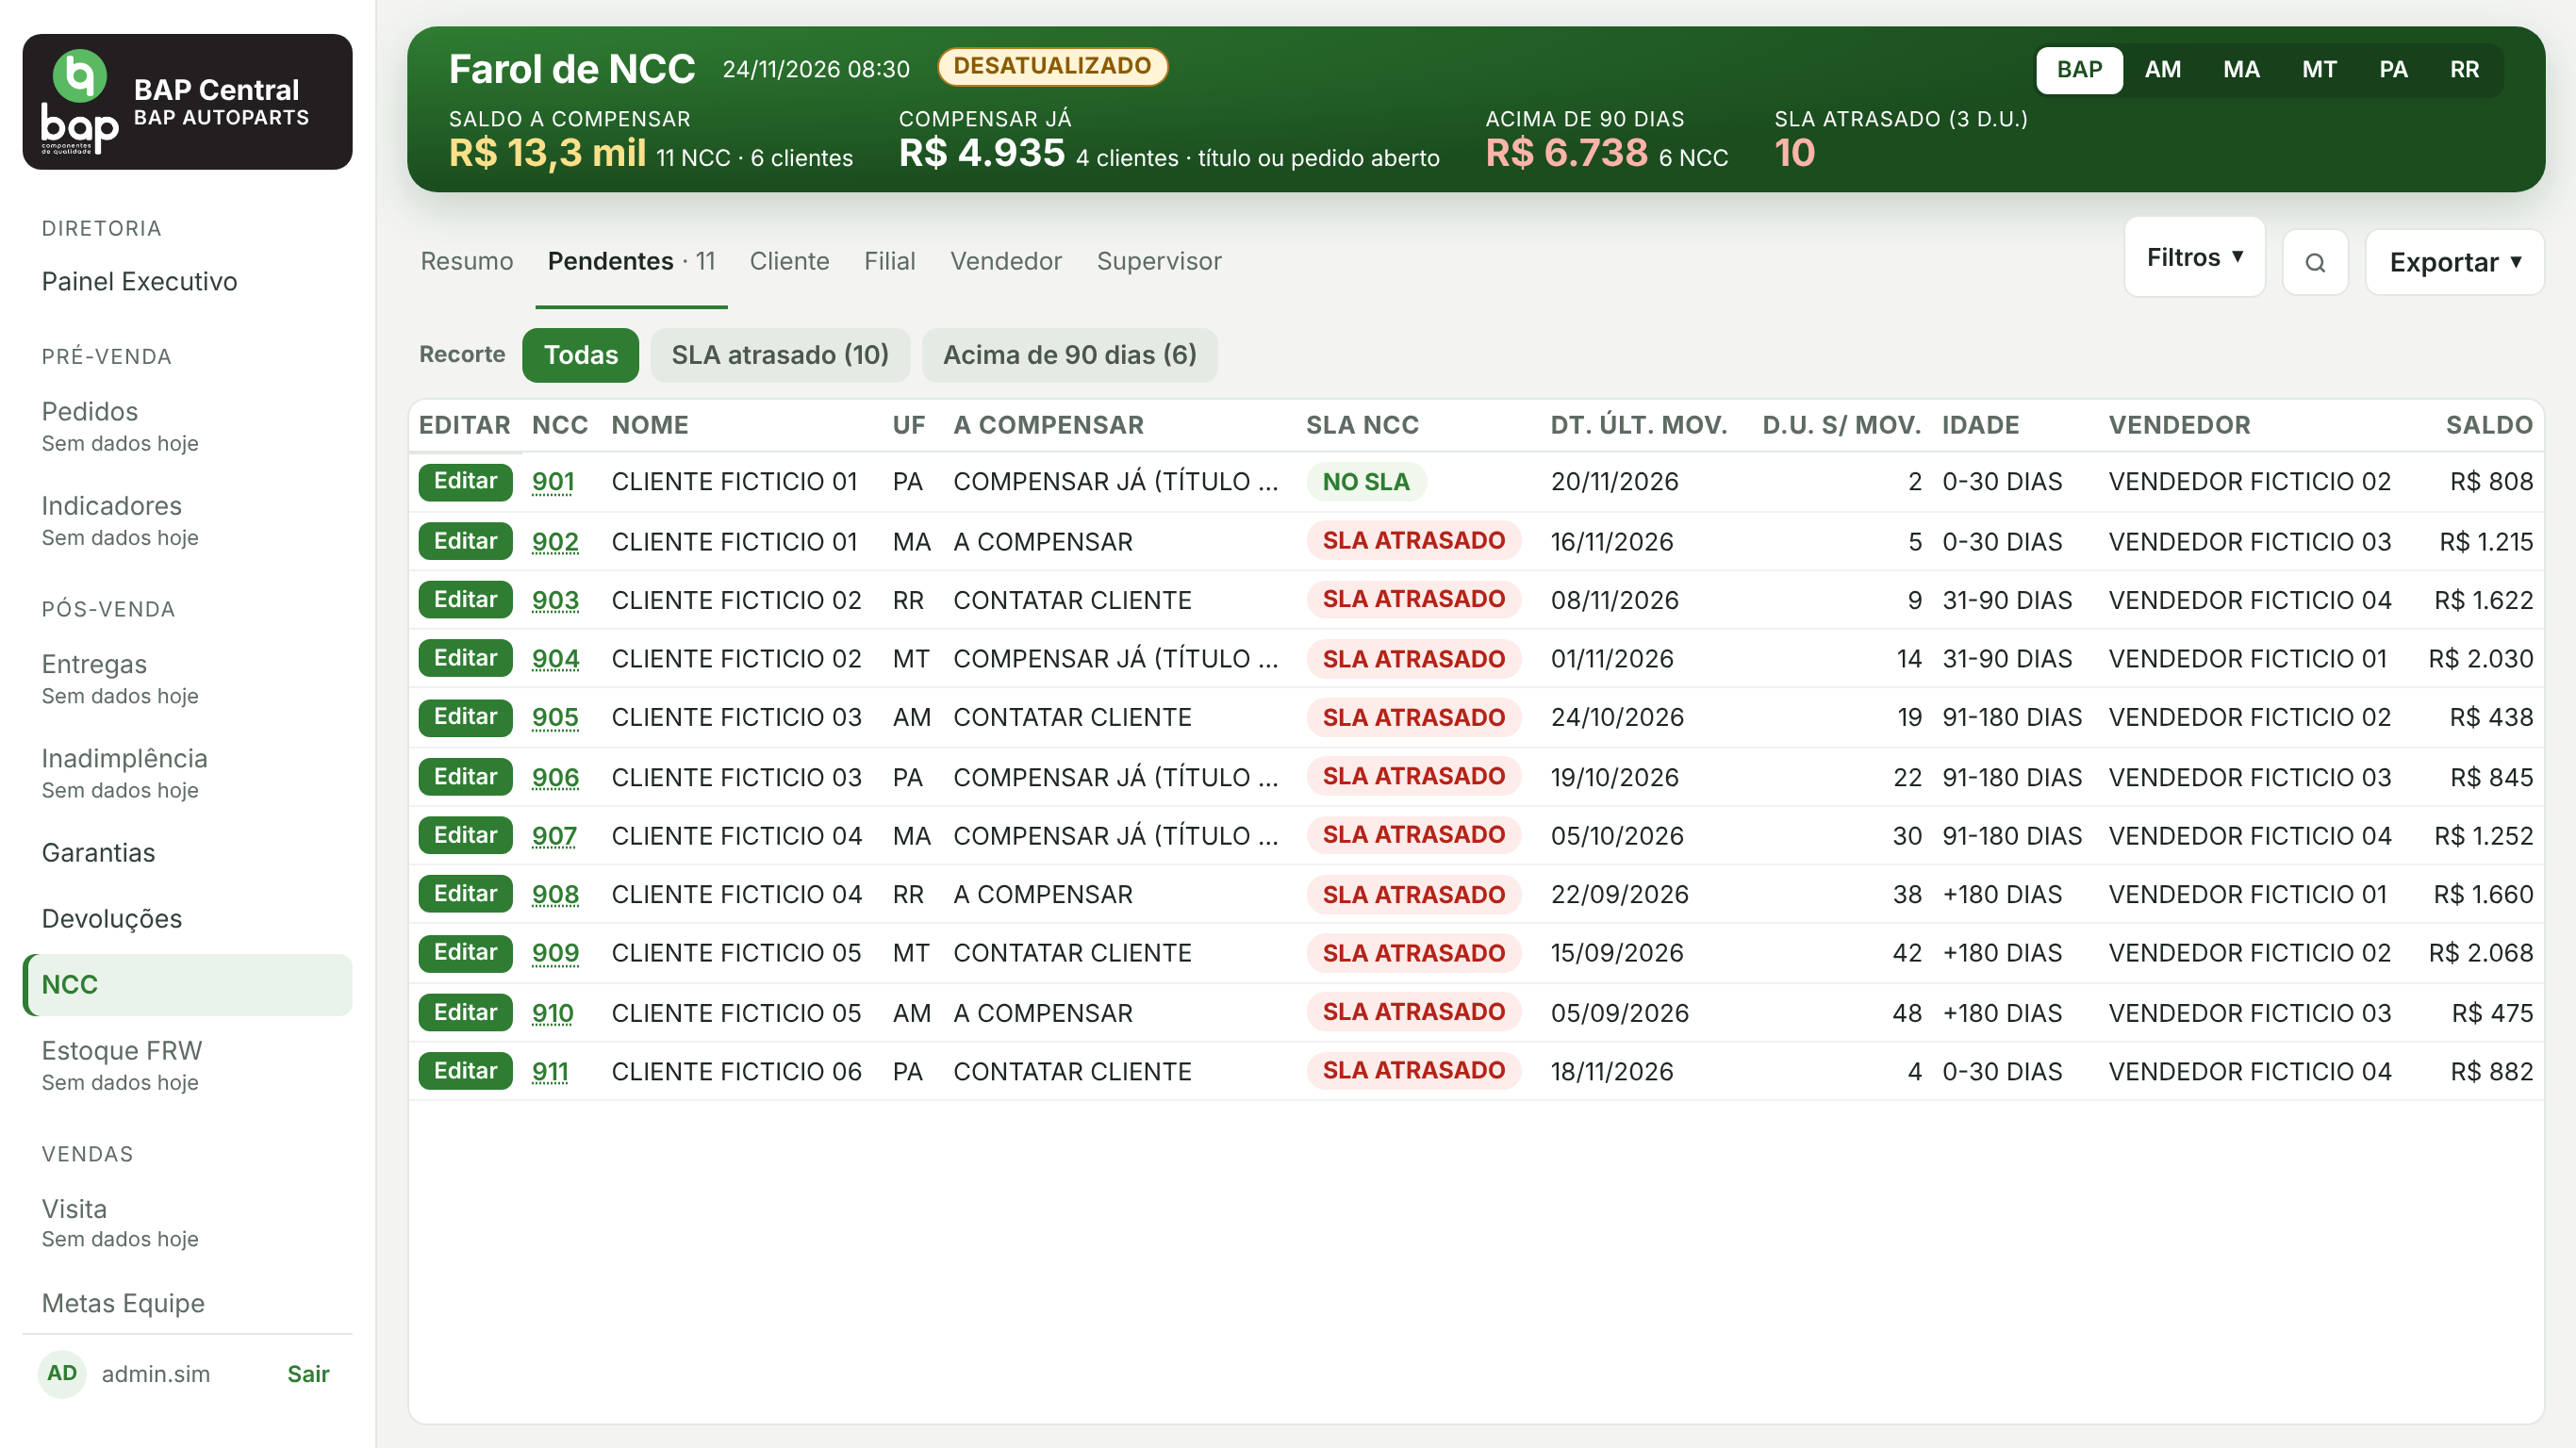 bap
componentes
de qualidade
BAP Central
BAP AUTOPARTS
DIRETORIA
Painel Executivo
PRÉ-VENDA
Pedidos
Sem dados hoje
Indicadores
Sem dados hoje
PÓS-VENDA
Entregas
Sem dados hoje
Inadimplência
Sem dados hoje
Garantias
Devoluções
NCC
Estoque FRW
Sem dados hoje
VENDAS
Visita
Sem dados hoje
Metas Equipe
AD admin.sim Sair
Farol de NCC 24/11/2026 08:30 DESATUALIZADO BAP AM MA MT PA RR
SALDO A COMPENSAR COMPENSAR JÁ ACIMA DE 90 DIAS SLA ATRASADO (3 D.U.)
R$ 13,3 mil 11 NCC · 6 clientes R$ 4.935 4 clientes · título ou pedido aberto R$ 6.738 6 NCC 10
Resumo Pendentes · 11 Cliente Filial Vendedor Supervisor Filtros ▼ Exportar ▼
Recorte Todas SLA atrasado (10) Acima de 90 dias (6)
EDITAR NCC NOME UF A COMPENSAR SLA NCC DT. ÚLT. MOV. D.U. S/ MOV. IDADE VENDEDOR SALDO
Editar 901 CLIENTE FICTICIO 01 PA COMPENSAR JÁ (TÍTULO ... NO SLA 20/11/2026 2 0-30 DIAS VENDEDOR FICTICIO 02 R$ 808
Editar 902 CLIENTE FICTICIO 01 MA A COMPENSAR SLA ATRASADO 16/11/2026 5 0-30 DIAS VENDEDOR FICTICIO 03 R$ 1.215
Editar 903 CLIENTE FICTICIO 02 RR CONTATAR CLIENTE SLA ATRASADO 08/11/2026 9 31-90 DIAS VENDEDOR FICTICIO 04 R$ 1.622
Editar 904 CLIENTE FICTICIO 02 MT COMPENSAR JÁ (TÍTULO ... SLA ATRASADO 01/11/2026 14 31-90 DIAS VENDEDOR FICTICIO 01 R$ 2.030
Editar 905 CLIENTE FICTICIO 03 AM CONTATAR CLIENTE SLA ATRASADO 24/10/2026 19 91-180 DIAS VENDEDOR FICTICIO 02 R$ 438
Editar 906 CLIENTE FICTICIO 03 PA COMPENSAR JÁ (TÍTULO ... SLA ATRASADO 19/10/2026 22 91-180 DIAS VENDEDOR FICTICIO 03 R$ 845
Editar 907 CLIENTE FICTICIO 04 MA COMPENSAR JÁ (TÍTULO ... SLA ATRASADO 05/10/2026 30 91-180 DIAS VENDEDOR FICTICIO 04 R$ 1.252
Editar 908 CLIENTE FICTICIO 04 RR A COMPENSAR SLA ATRASADO 22/09/2026 38 +180 DIAS VENDEDOR FICTICIO 01 R$ 1.660
Editar 909 CLIENTE FICTICIO 05 MT CONTATAR CLIENTE SLA ATRASADO 15/09/2026 42 +180 DIAS VENDEDOR FICTICIO 02 R$ 2.068
Editar 910 CLIENTE FICTICIO 05 AM A COMPENSAR SLA ATRASADO 05/09/2026 48 +180 DIAS VENDEDOR FICTICIO 03 R$ 475
Editar 911 CLIENTE FICTICIO 06 PA CONTATAR CLIENTE SLA ATRASADO 18/11/2026 4 0-30 DIAS VENDEDOR FICTICIO 04 R$ 882